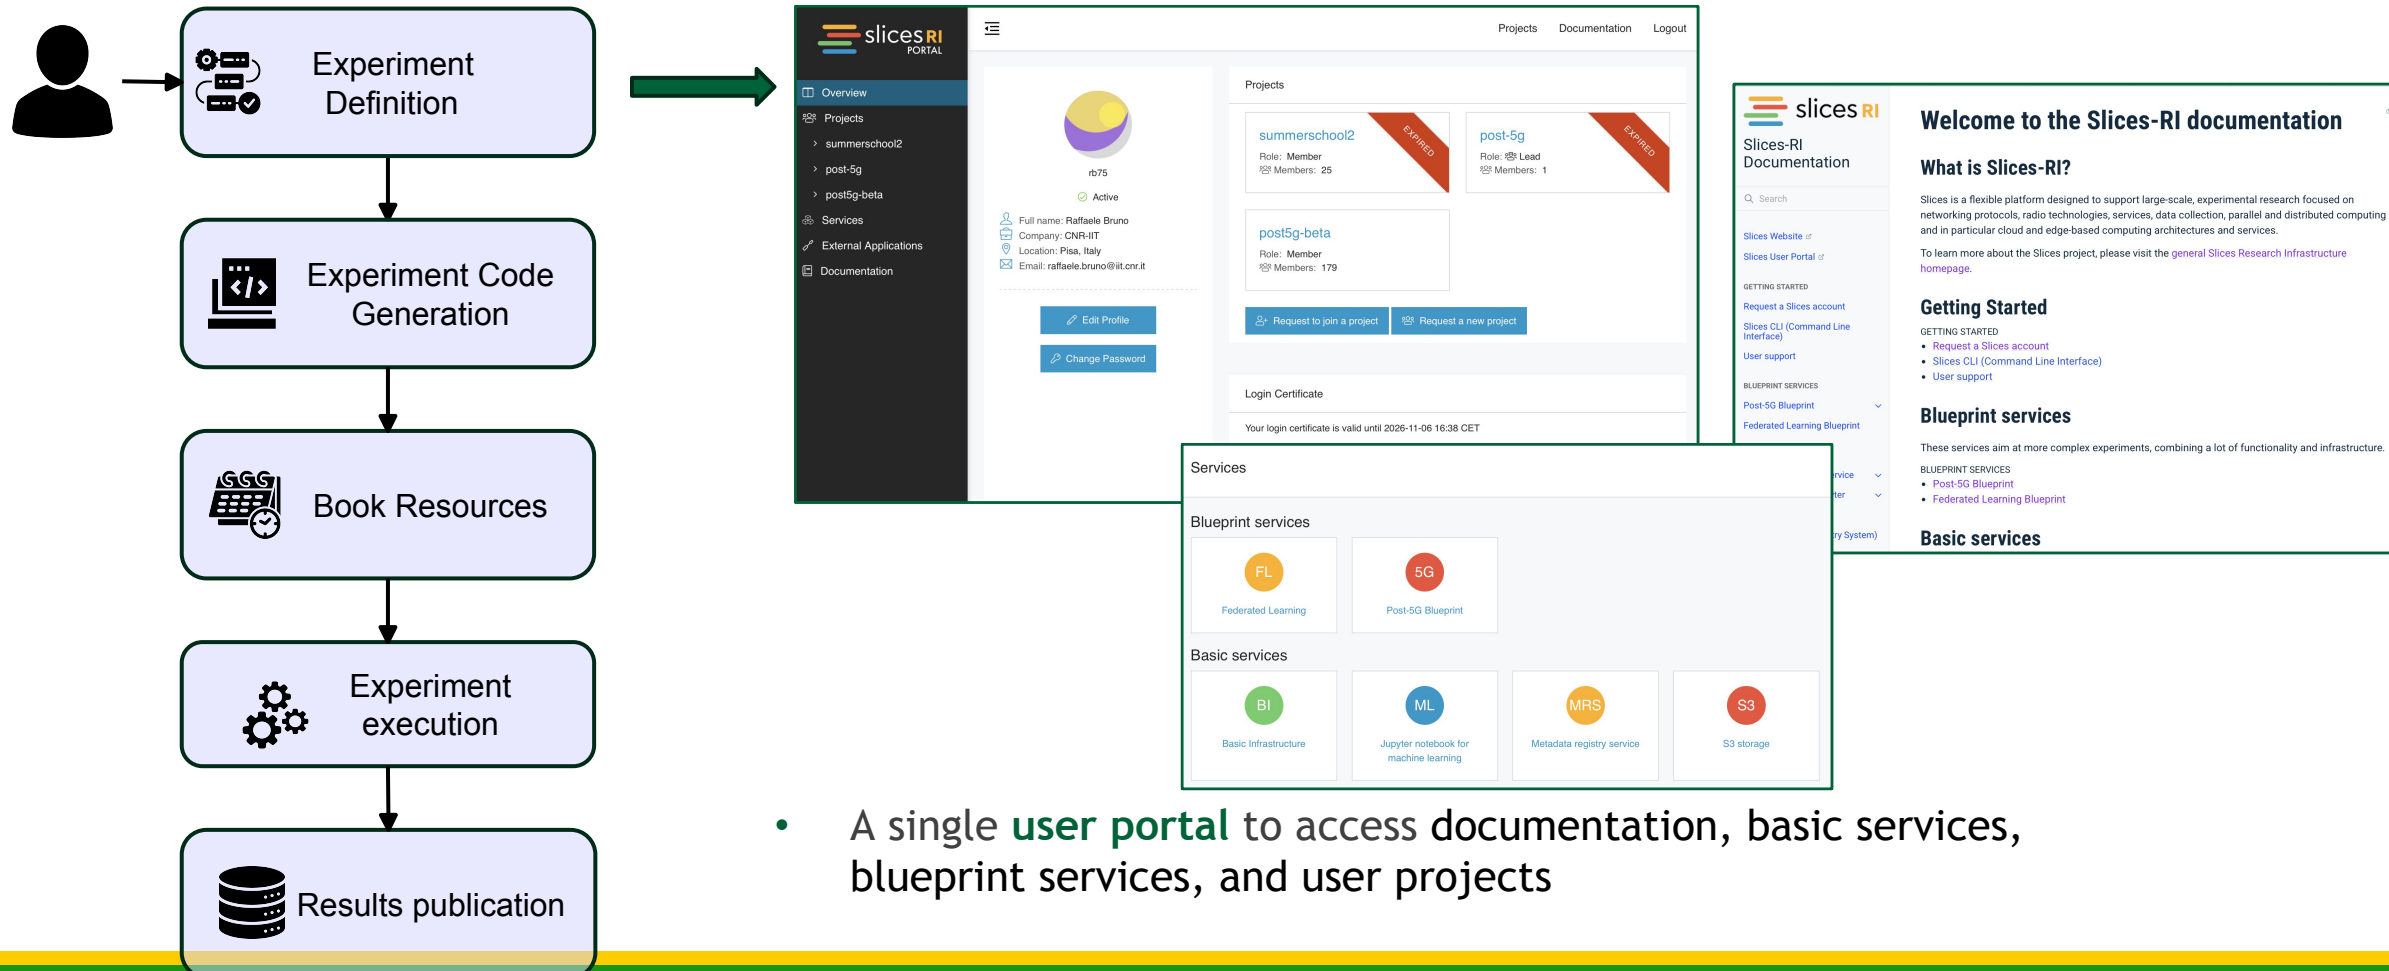 Experiment
Definition
Experiment Code
Generation
Book Resources
Experiment
execution
Results publication
slices RI
PORTAL
Overview
Projects
summerschool2
post-5g
post5g-beta
Services
External Applications
Documentation
Projects Documentation Logout
rb75
Active
Full name: Raffaele Bruno
Company: CNR-IIT
Location: Pisa, Italy
Email: raffaele.bruno@iit.cnr.it
Edit Profile
Change Password
Projects
summerschool2
EXPIRED
Role: Member
Members: 25
post-5g
EXPIRED
Role: Lead
Members: 1
post5g-beta
Role: Member
Members: 179
Request to join a project
Request a new project
Login Certificate
Your login certificate is valid until 2026-11-06 16:38 CET
Services
Blueprint services
FL
Federated Learning
5G
Post-5G Blueprint
Basic services
BI
Basic Infrastructure
ML
Jupyter notebook for
machine learning
MRS
Metadata registry service
S3
S3 storage
slices RI
Slices-RI
Documentation
Search
Slices Website
Slices User Portal
GETTING STARTED
Request a Slices account
Slices CLI (Command Line
Interface)
User support
BLUEPRINT SERVICES
Post-5G Blueprint
Federated Learning Blueprint
ervice
ter
ry System)
Welcome to the Slices-RI documentation
What is Slices-RI?
Slices is a flexible platform designed to support large-scale, experimental research focused on
networking protocols, radio technologies, services, data collection, parallel and distributed computing
and in particular cloud and edge-based computing architectures and services.
To learn more about the Slices project, please visit the general Slices Research Infrastructure
homepage.
Getting Started
GETTING STARTED
• Request a Slices account
• Slices CLI (Command Line Interface)
• User support
Blueprint services
These services aim at more complex experiments, combining a lot of functionality and infrastructure.
BLUEPRINT SERVICES
• Post-5G Blueprint
• Federated Learning Blueprint
Basic services
• A single user portal to access documentation, basic services,
blueprint services, and user projects